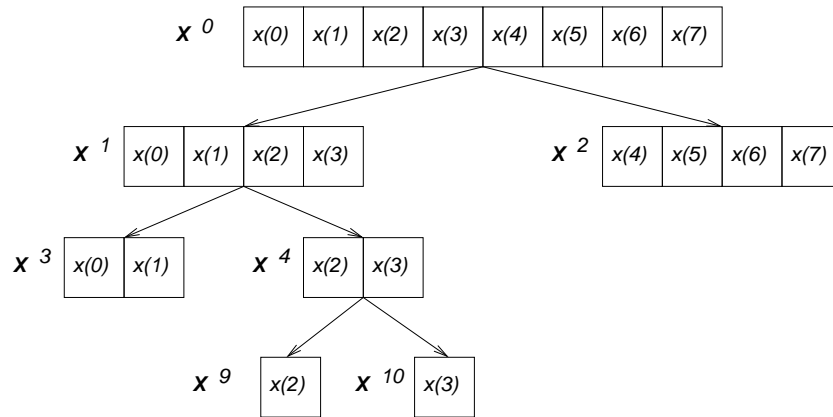 X 0 x(0) x(1) x(2) x(3) x(4) x(5) x(6) x(7)
X 1 x(0) x(1) x(2) x(3) X 2 x(4) x(5) x(6) x(7)
X 3 x(0) x(1) X 4 x(2) x(3)
X 9 x(2) X 10 x(3)